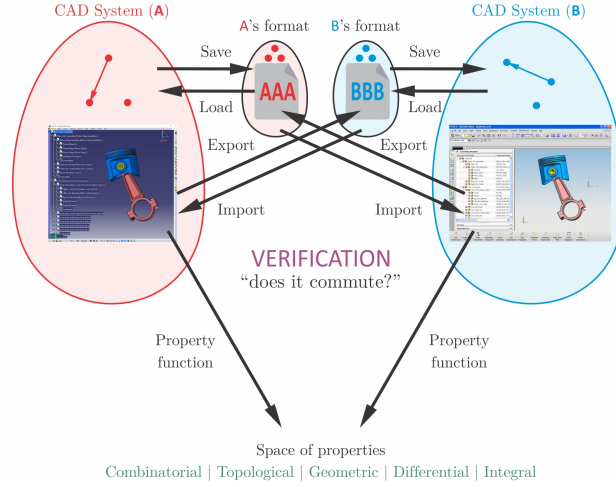 CAD System (A)
A's format
B's format
CAD System (B)
Save
Save
AAA
BBB
Load
Load
Export
Export
Import
Import
VERIFICATION
“does it commute?”
Property
function
Property
function
Space of properties
Combinatorial | Topological | Geometric | Differential | Integral